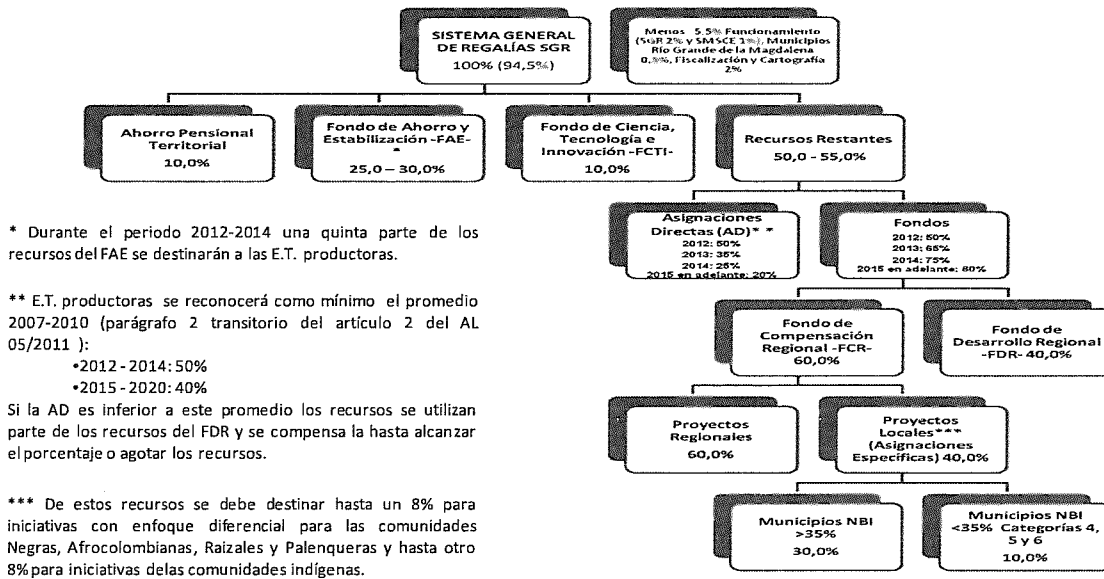 SISTEMA GENERAL
DE REGALÍAS SGR
100% (94,5%)
Menos 5.5% Funcionamiento
(SGR 2% y SMSCE 1%), Municipios
Río Grande de la Magdalena
0,5%, Fiscalización y Cartografía
2%
Ahorro Pensional
Territorial
10,0%
Fondo de Ahorro y
Estabilización -FAE-
*
25,0 – 30,0%
Fondo de Ciencia,
Tecnología e
Innovación -FCTI-
10,0%
Recursos Restantes
50,0 - 55,0%
Asignaciones
Directas (AD)* *
2012: 50%
2013: 35%
2014: 25%
2015 en adelante: 20%
Fondos
2012: 50%
2013: 65%
2014: 75%
2015 en adelante: 80%
Fondo de
Compensación
Regional -FCR-
60,0%
Fondo de
Desarrollo Regional
-FDR- 40,0%
Proyectos
Regionales
60,0%
Proyectos
Locales***
(Asignaciones
Específicas) 40,0%
Municipios NBI
>35%
30,0%
Municipios NBI
<35% Categorías 4,
5 y 6
10,0%
* Durante el periodo 2012-2014 una quinta parte de los
recursos del FAE se destinarán a las E.T. productoras.
** E.T. productoras se reconocerá como mínimo el promedio
2007-2010 (parágrafo 2 transitorio del artículo 2 del AL
05/2011 ):
•2012 - 2014: 50%
•2015 - 2020: 40%
Si la AD es inferior a este promedio los recursos se utilizan
parte de los recursos del FDR y se compensa la hasta alcanzar
el porcentaje o agotar los recursos.
*** De estos recursos se debe destinar hasta un 8% para
iniciativas con enfoque diferencial para las comunidades
Negras, Afrocolombianas, Raizales y Palenqueras y hasta otro
8% para iniciativas delas comunidades indígenas.